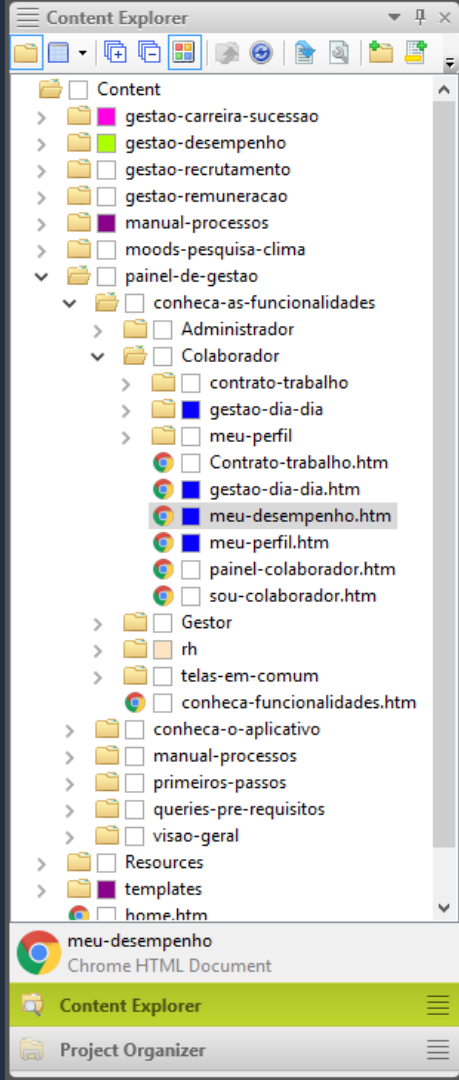 Content Explorer
Content
gestao-carreira-sucessao
gestao-desempenho
gestao-recrutamento
gestao-remuneracao
manual-processos
moods-pesquisa-clima
painel-de-gestao
conheca-as-funcionalidades
Administrador
Colaborador
contrato-trabalho
gestao-dia-dia
meu-perfil
Contrato-trabalho.htm
gestao-dia-dia.htm
meu-desempenho.htm
meu-perfil.htm
painel-colaborador.htm
sou-colaborador.htm
Gestor
rh
telas-em-comum
conheca-funcionalidades.htm
conheca-o-aplicativo
manual-processos
primeiros-passos
queries-pre-requisitos
visao-geral
Resources
templates
home.htm
meu-desempenho
Chrome HTML Document
Content Explorer
Project Organizer